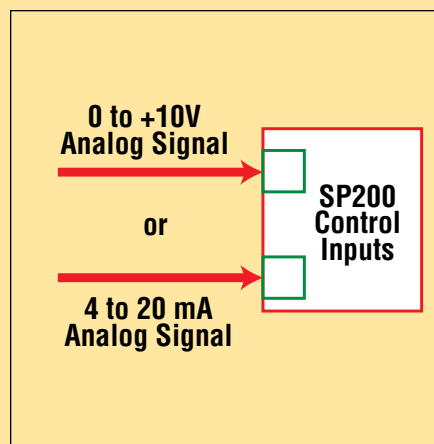 0 to +10V
Analog Signal
or
4 to 20 mA
Analog Signal
SP200
Control
Inputs